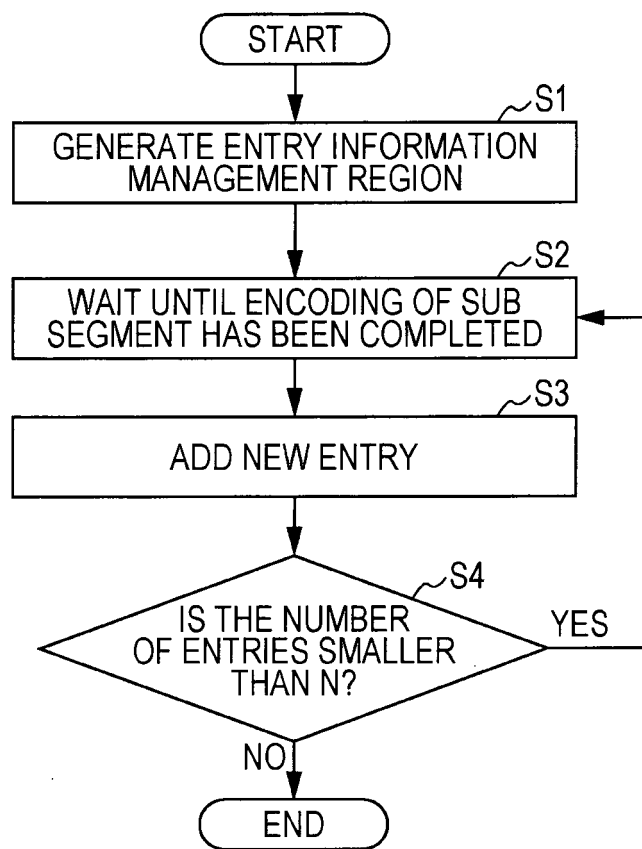 START
S1
GENERATE ENTRY INFORMATION
MANAGEMENT REGION
S2
WAIT UNTIL ENCODING OF SUB
SEGMENT HAS BEEN COMPLETED
S3
ADD NEW ENTRY
S4
IS THE NUMBER
OF ENTRIES SMALLER
THAN N?
YES
NO
END